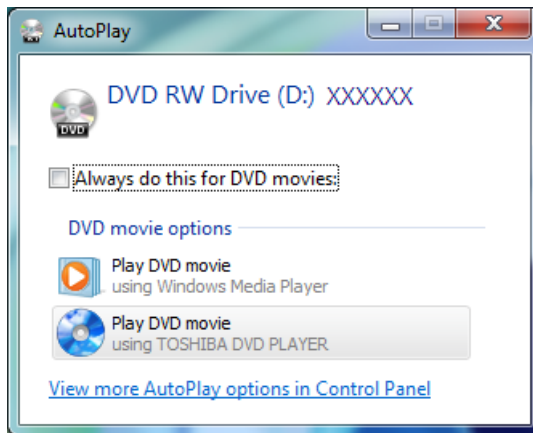 AutoPlay
DVD RW Drive (D:) XXXXXX
DVD
Always do this for DVD movies:
DVD movie options
Play DVD movie
using Windows Media Player
Play DVD movie
using TOSHIBA DVD PLAYER
View more AutoPlay options in Control Panel